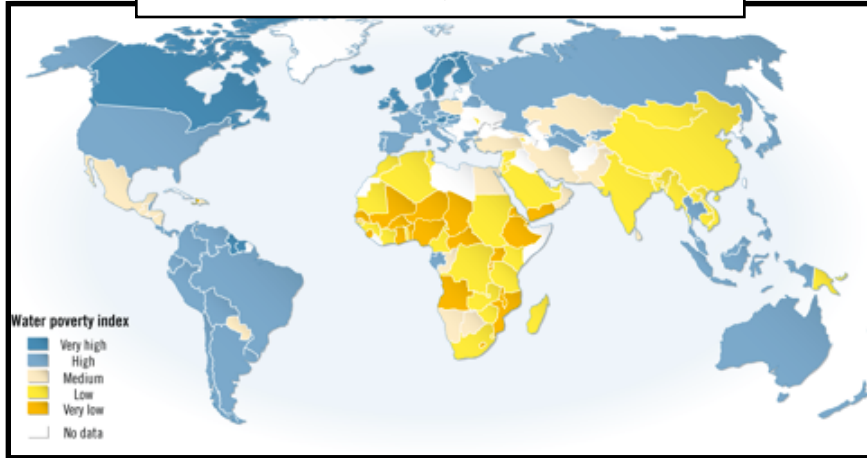 Water poverty index
Very high
High
Medium
Low
Very low
No data